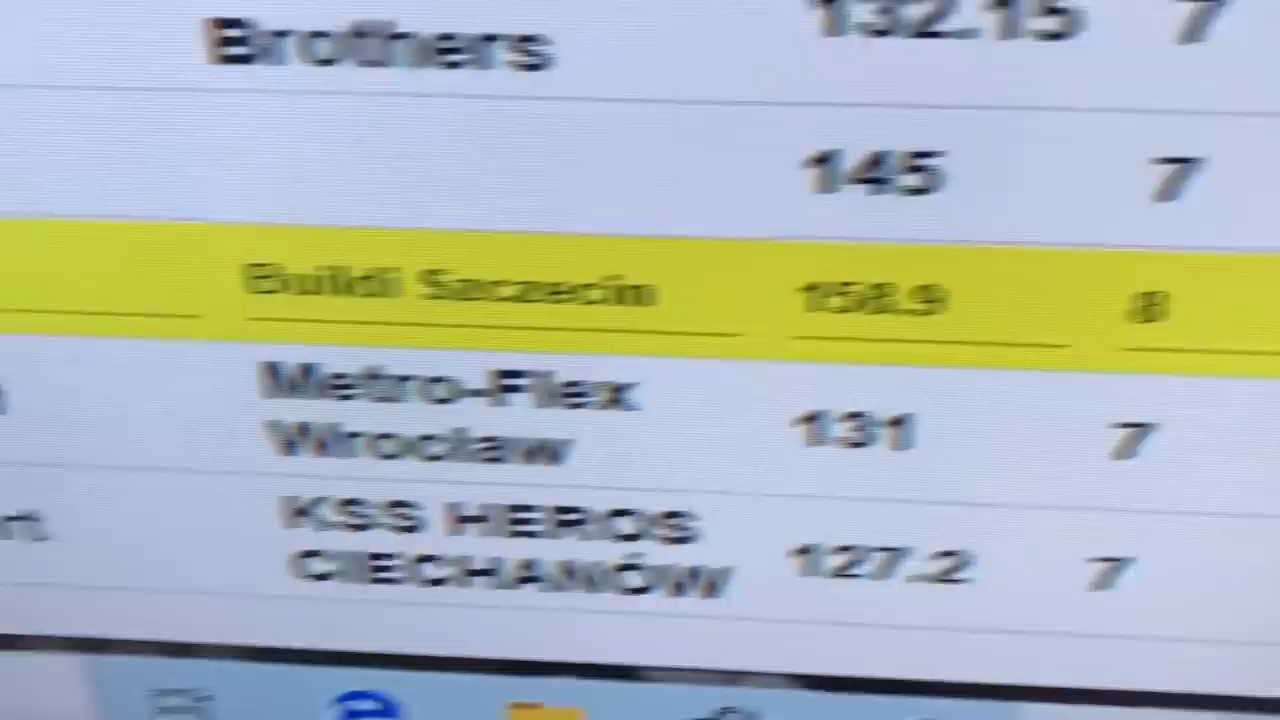 Brothers 132.15 7
145 7
Buildi Szczecin 158.9 8
Metro-Flex
Wrocław 131 7
KSS HEROS
CIECHANÓW 127.2 7